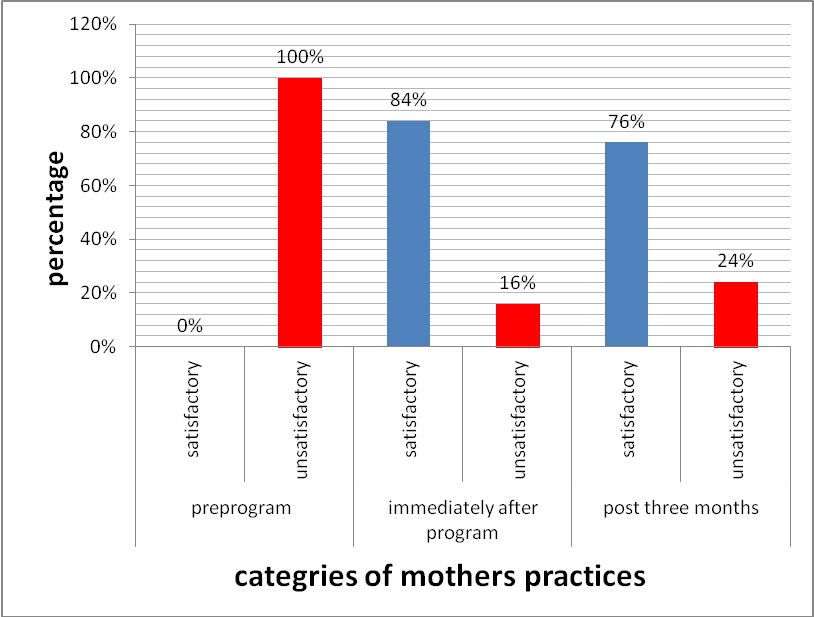 120%
100%
80%
60%
40%
20%
0%
percentage
0%
100%
84%
16%
76%
24%
satisfactory
unsatisfactory
satisfactory
unsatisfactory
satisfactory
unsatisfactory
preprogram
immediately after
program
post three months
categries of mothers practices